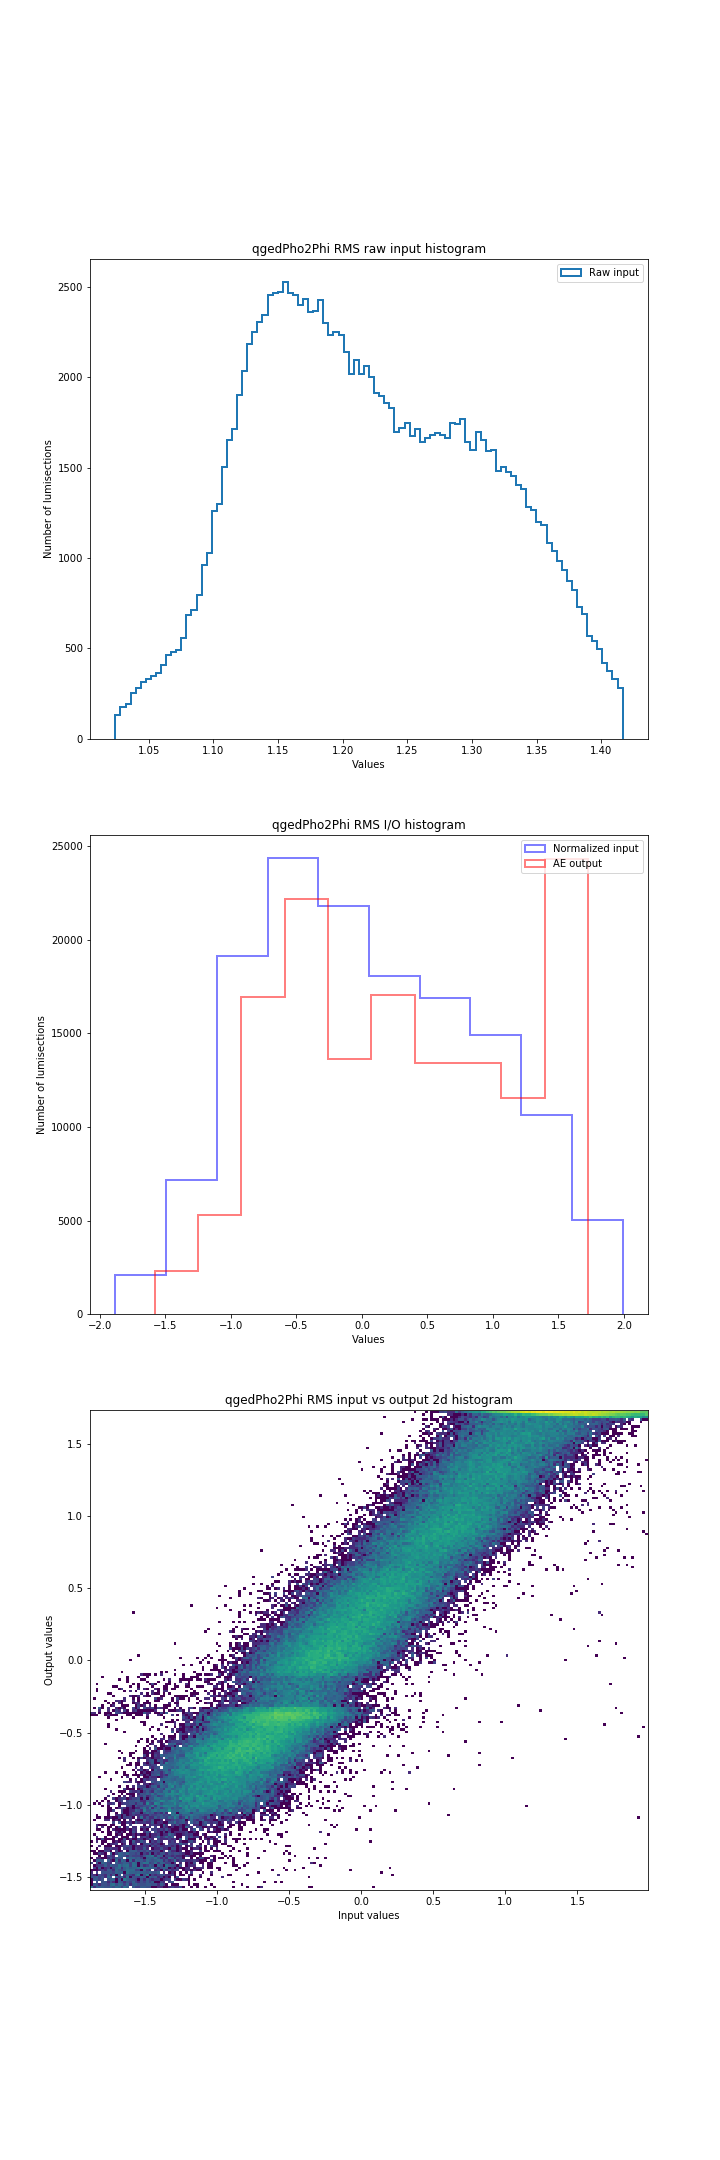 qgedPho2Phi RMS raw input histogram
Raw input
2500
2000
1500
1000
500
0
Number of lumisections
1.05 1.10 1.15 1.20 1.25 1.30 1.35 1.40
Values
qgedPho2Phi RMS I/O histogram
Normalized input
AE output
25000
20000
15000
10000
5000
0
Number of lumisections
−2.0 −1.5 −1.0 −0.5 0.0 0.5 1.0 1.5 2.0
Values
qgedPho2Phi RMS input vs output 2d histogram
1.5
1.0
0.5
0.0
−0.5
−1.0
−1.5
Output values
−1.5 −1.0 −0.5 0.0 0.5 1.0 1.5
Input values